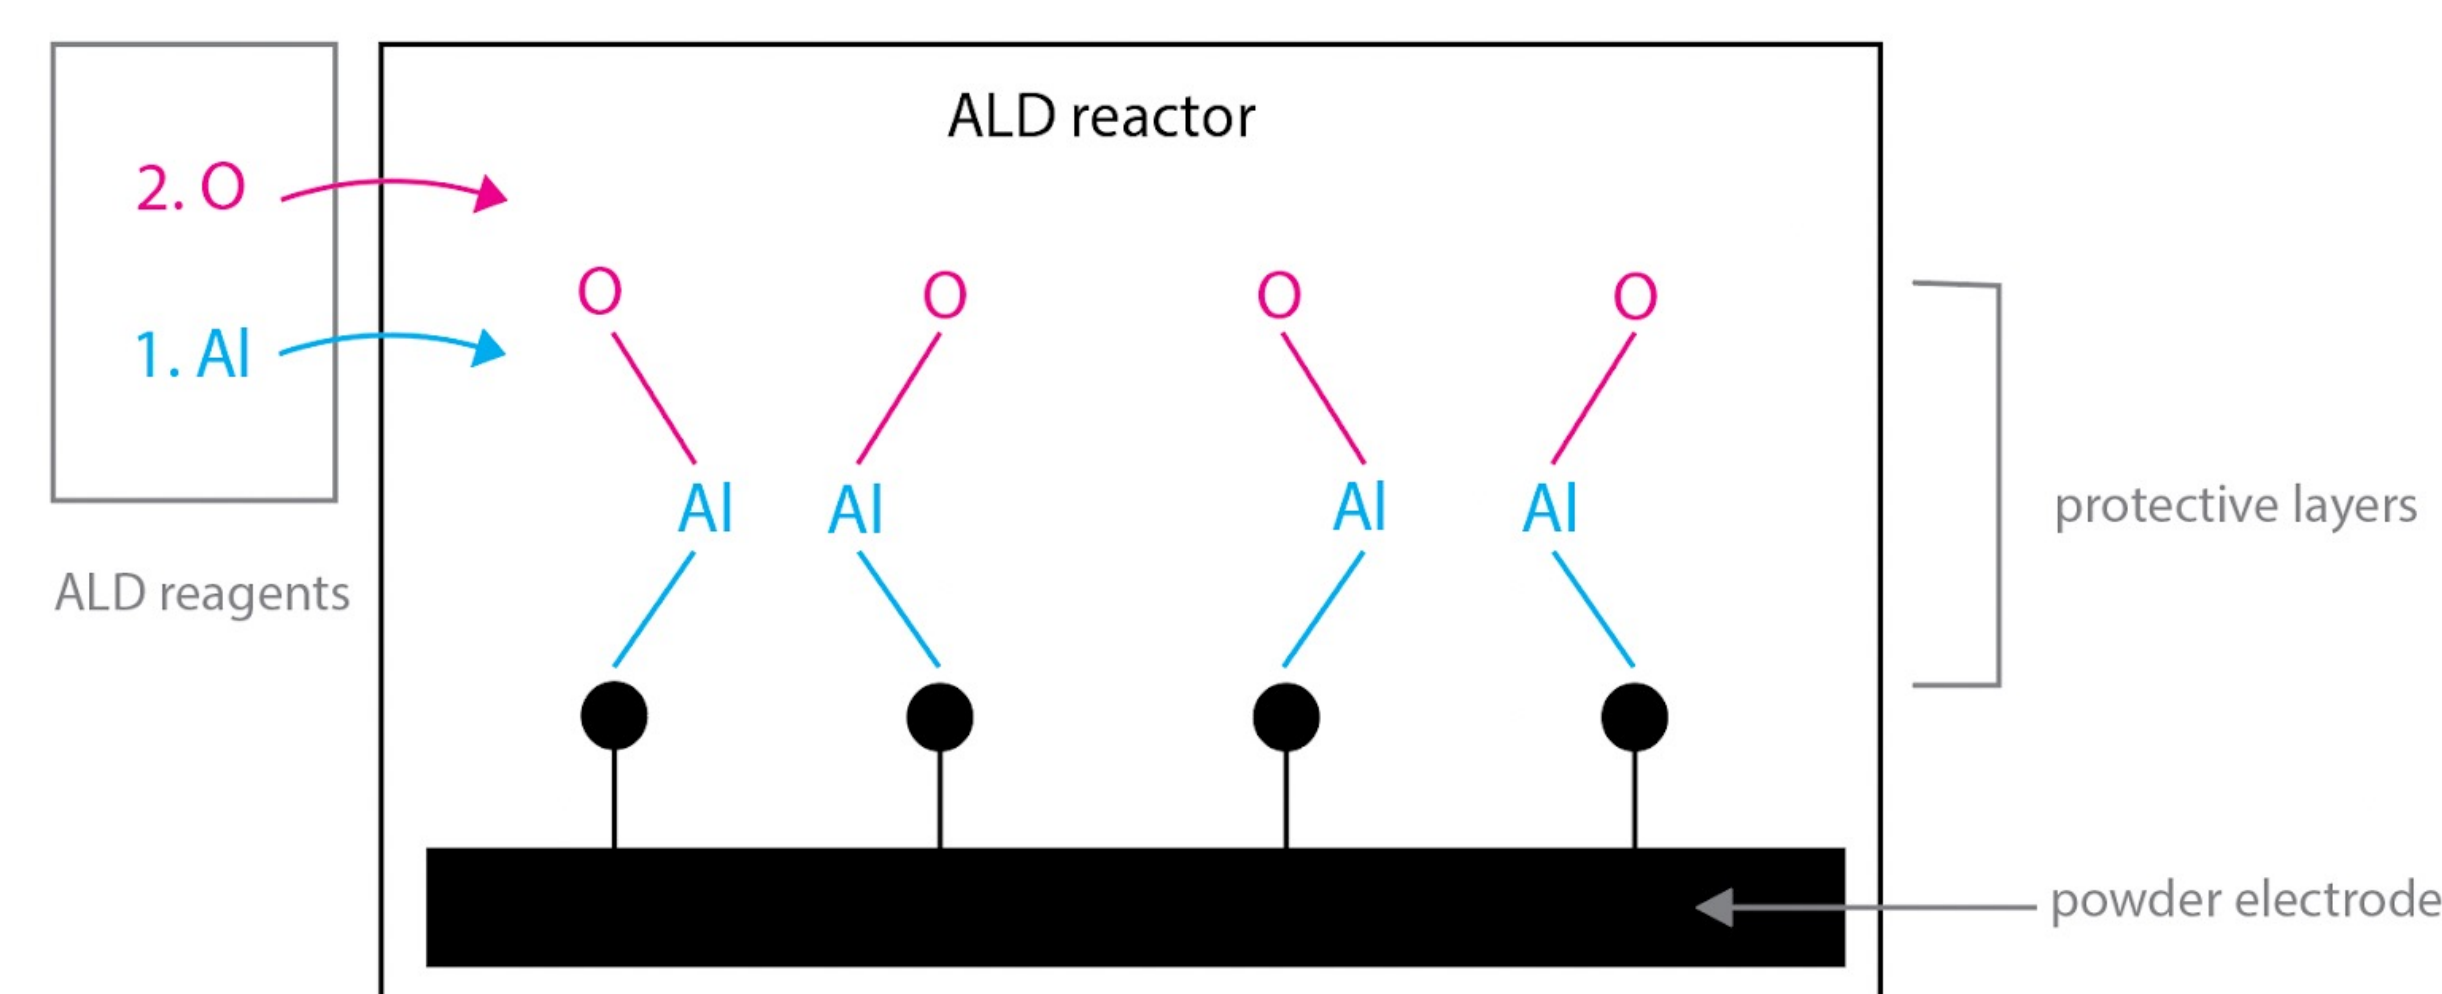 ALD reactor
2. O
1. Al
O O O O
Al Al Al Al
protective layers
ALD reagents
powder electrode